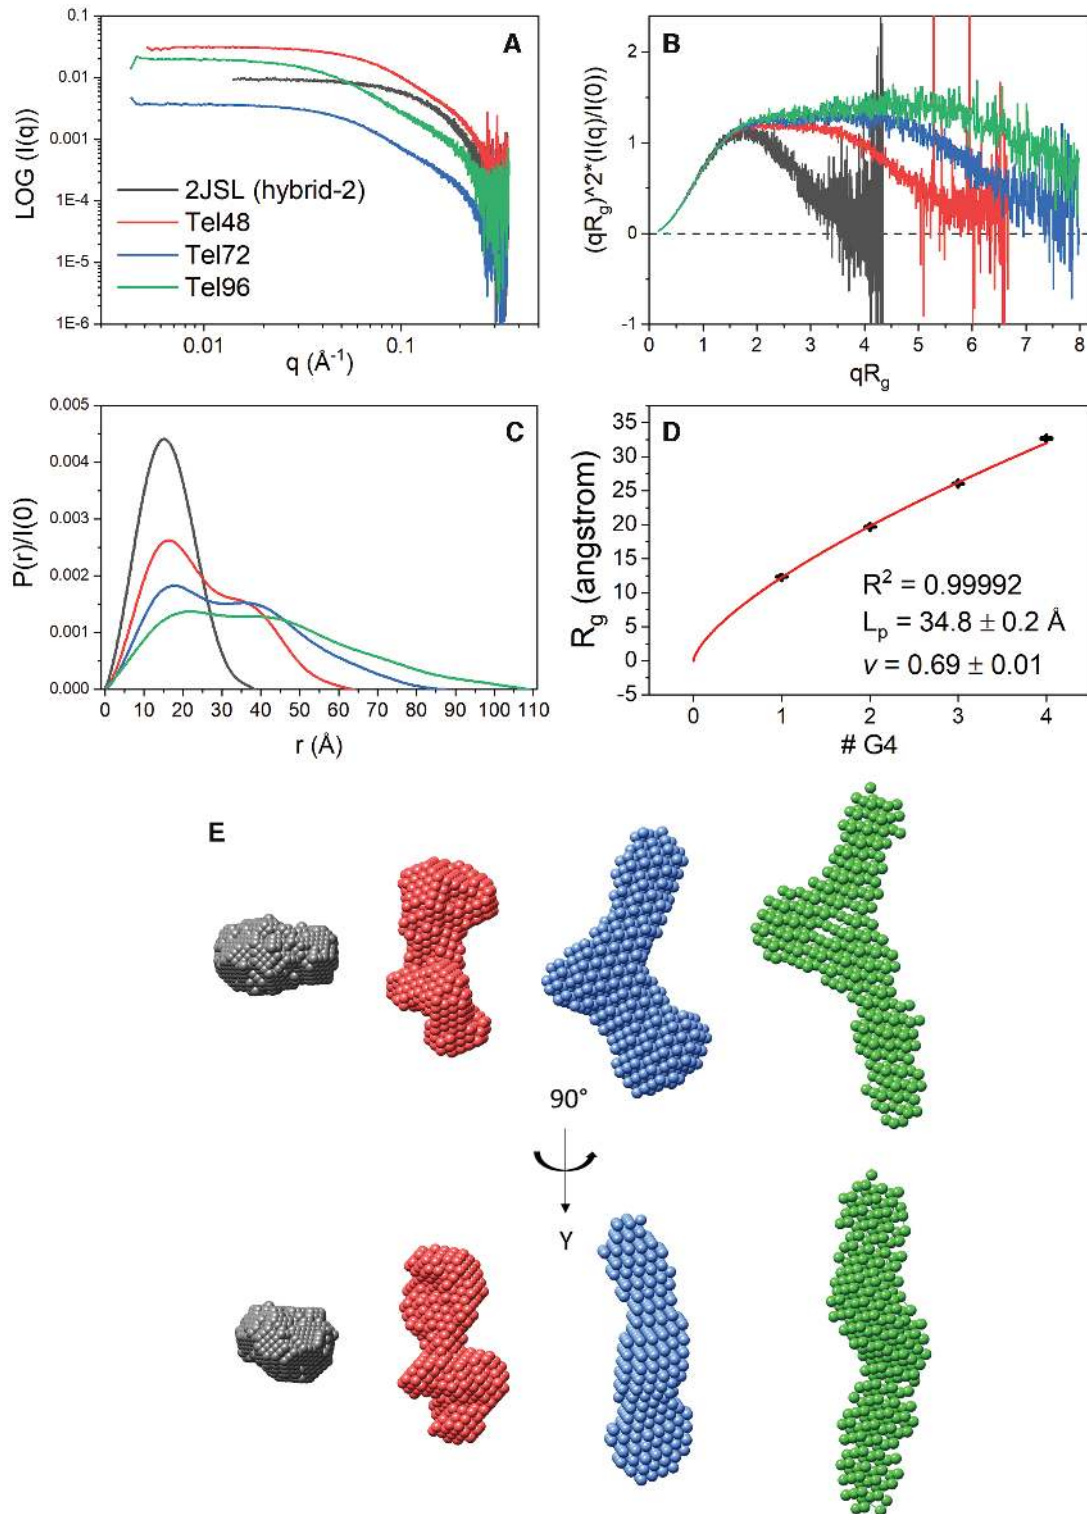 A
LOG (I(q))
0.1
0.01
0.001
1E-4
1E-5
1E-6
2JSL (hybrid-2)
Tel48
Tel72
Tel96
0.01
0.1
q (Å⁻¹)
B
(qRg)^2*(I(q)/I(0))
2
1
0
-1
0 1 2 3 4 5 6 7 8
qRg
C
P(r)/I(0)
0.005
0.004
0.003
0.002
0.001
0.000
0 10 20 30 40 50 60 70 80 90 100 110
r (Å)
D
Rg (angstrom)
35
30
25
20
15
10
5
0
-5
R² = 0.99992
Lp = 34.8 ± 0.2 Å
v = 0.69 ± 0.01
0 1 2 3 4
# G4
E
90°
Y